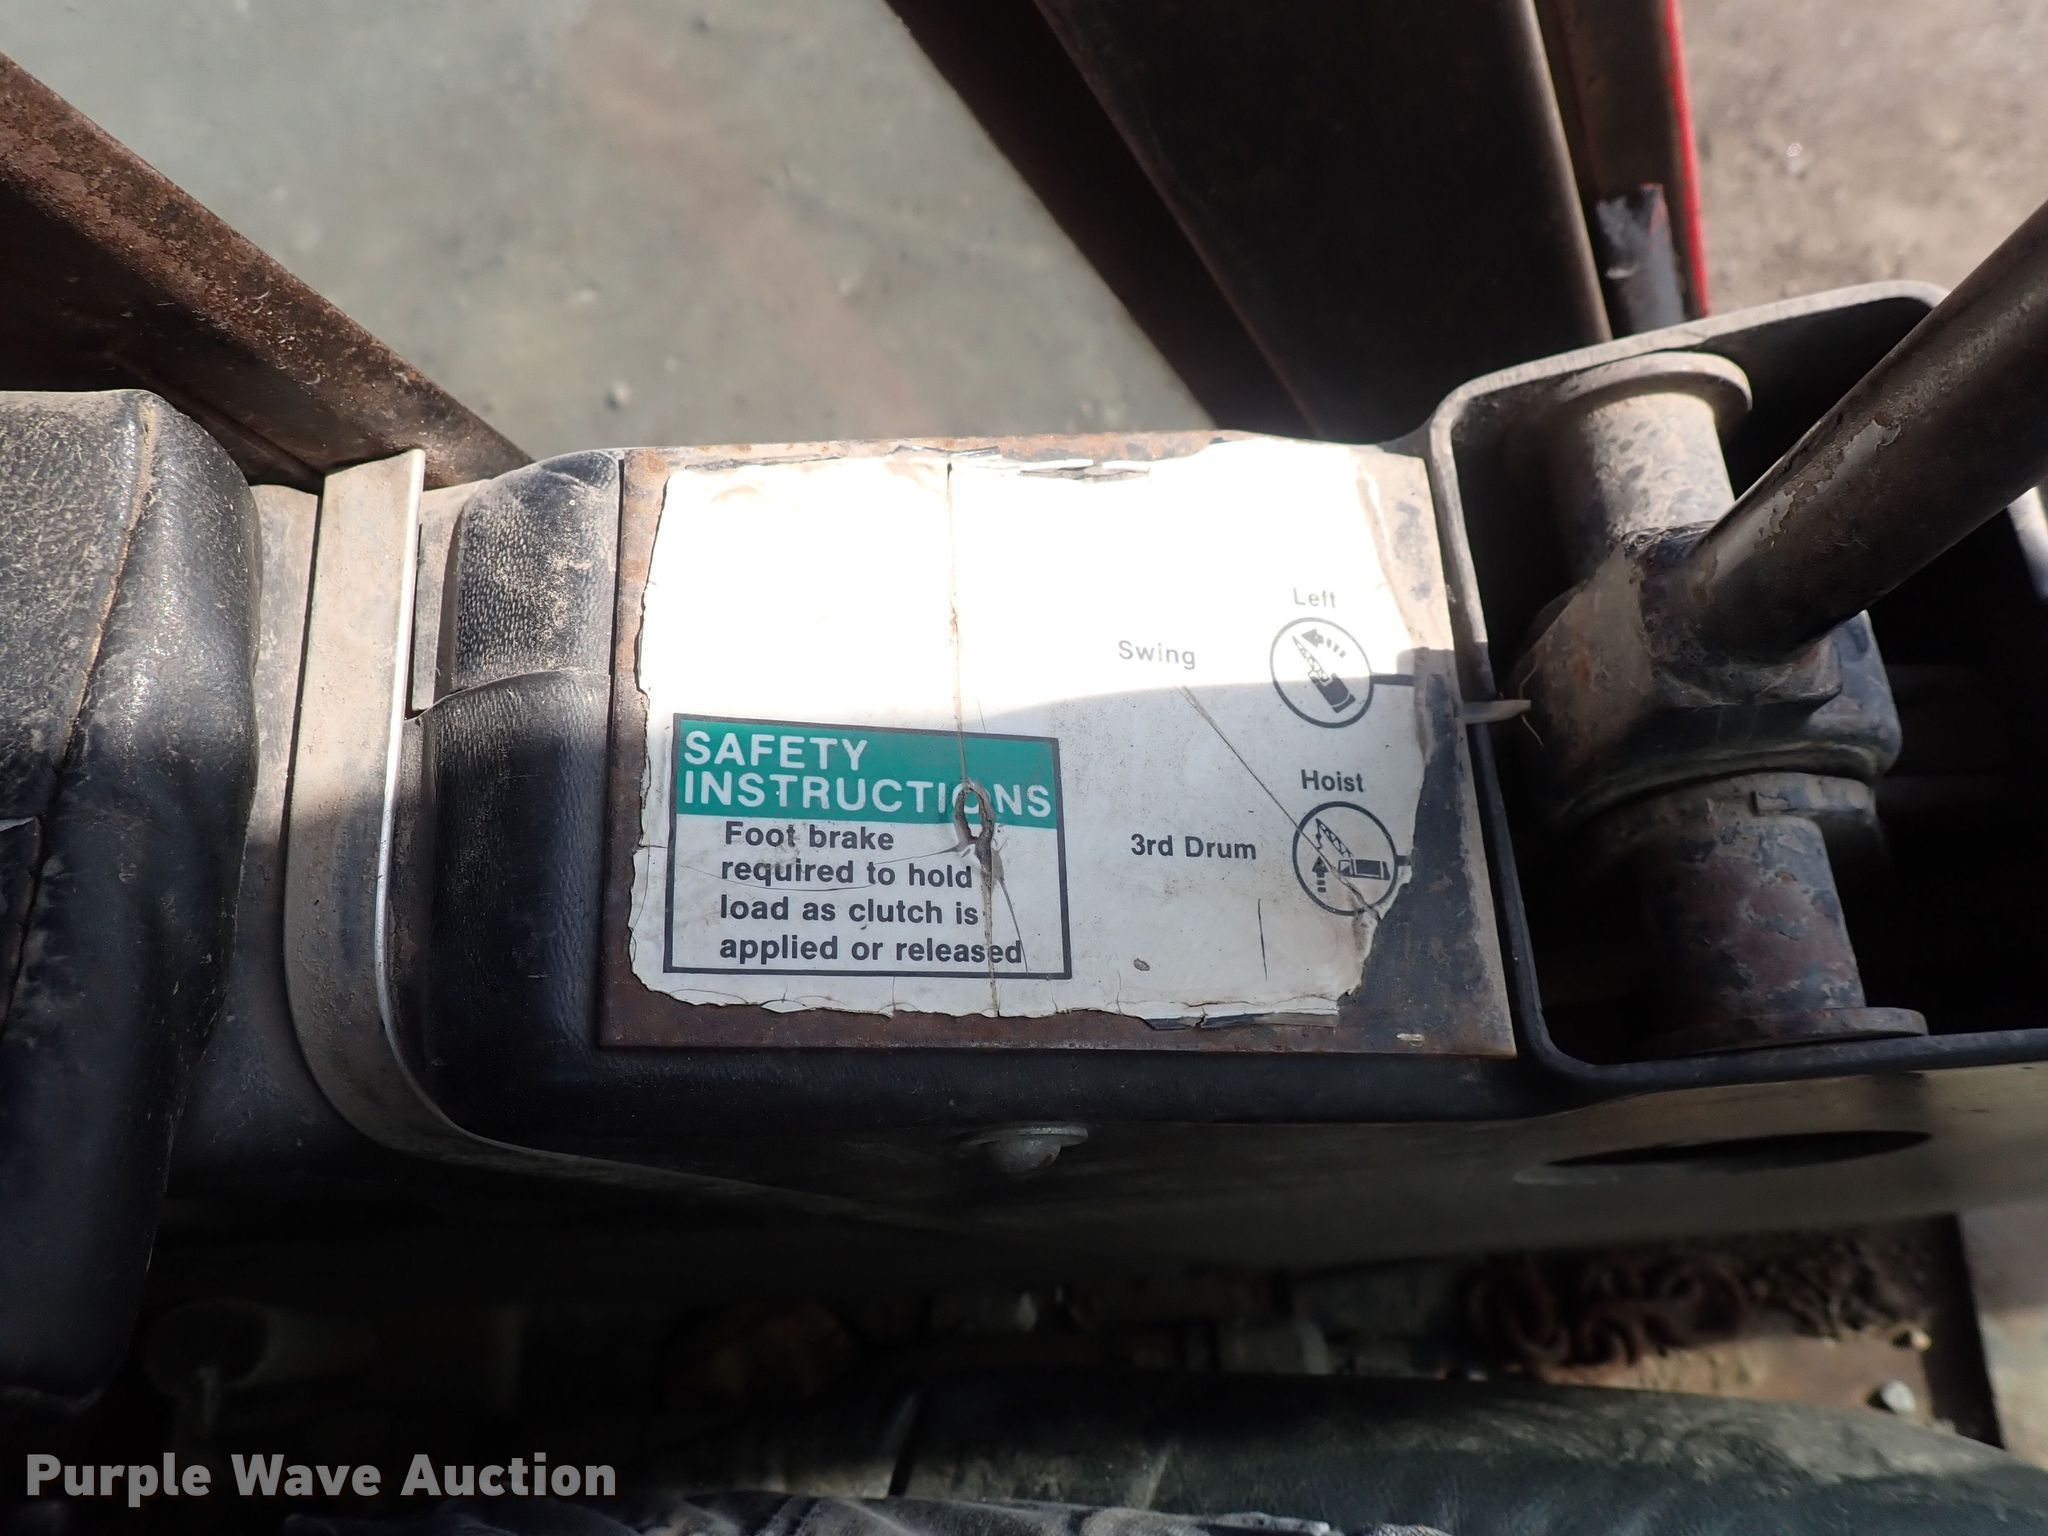 Left
Swing
SAFETY
INSTRUCTIONS
Foot brake
required to hold
load as clutch is
applied or released
Hoist
3rd Drum
Purple Wave Auction